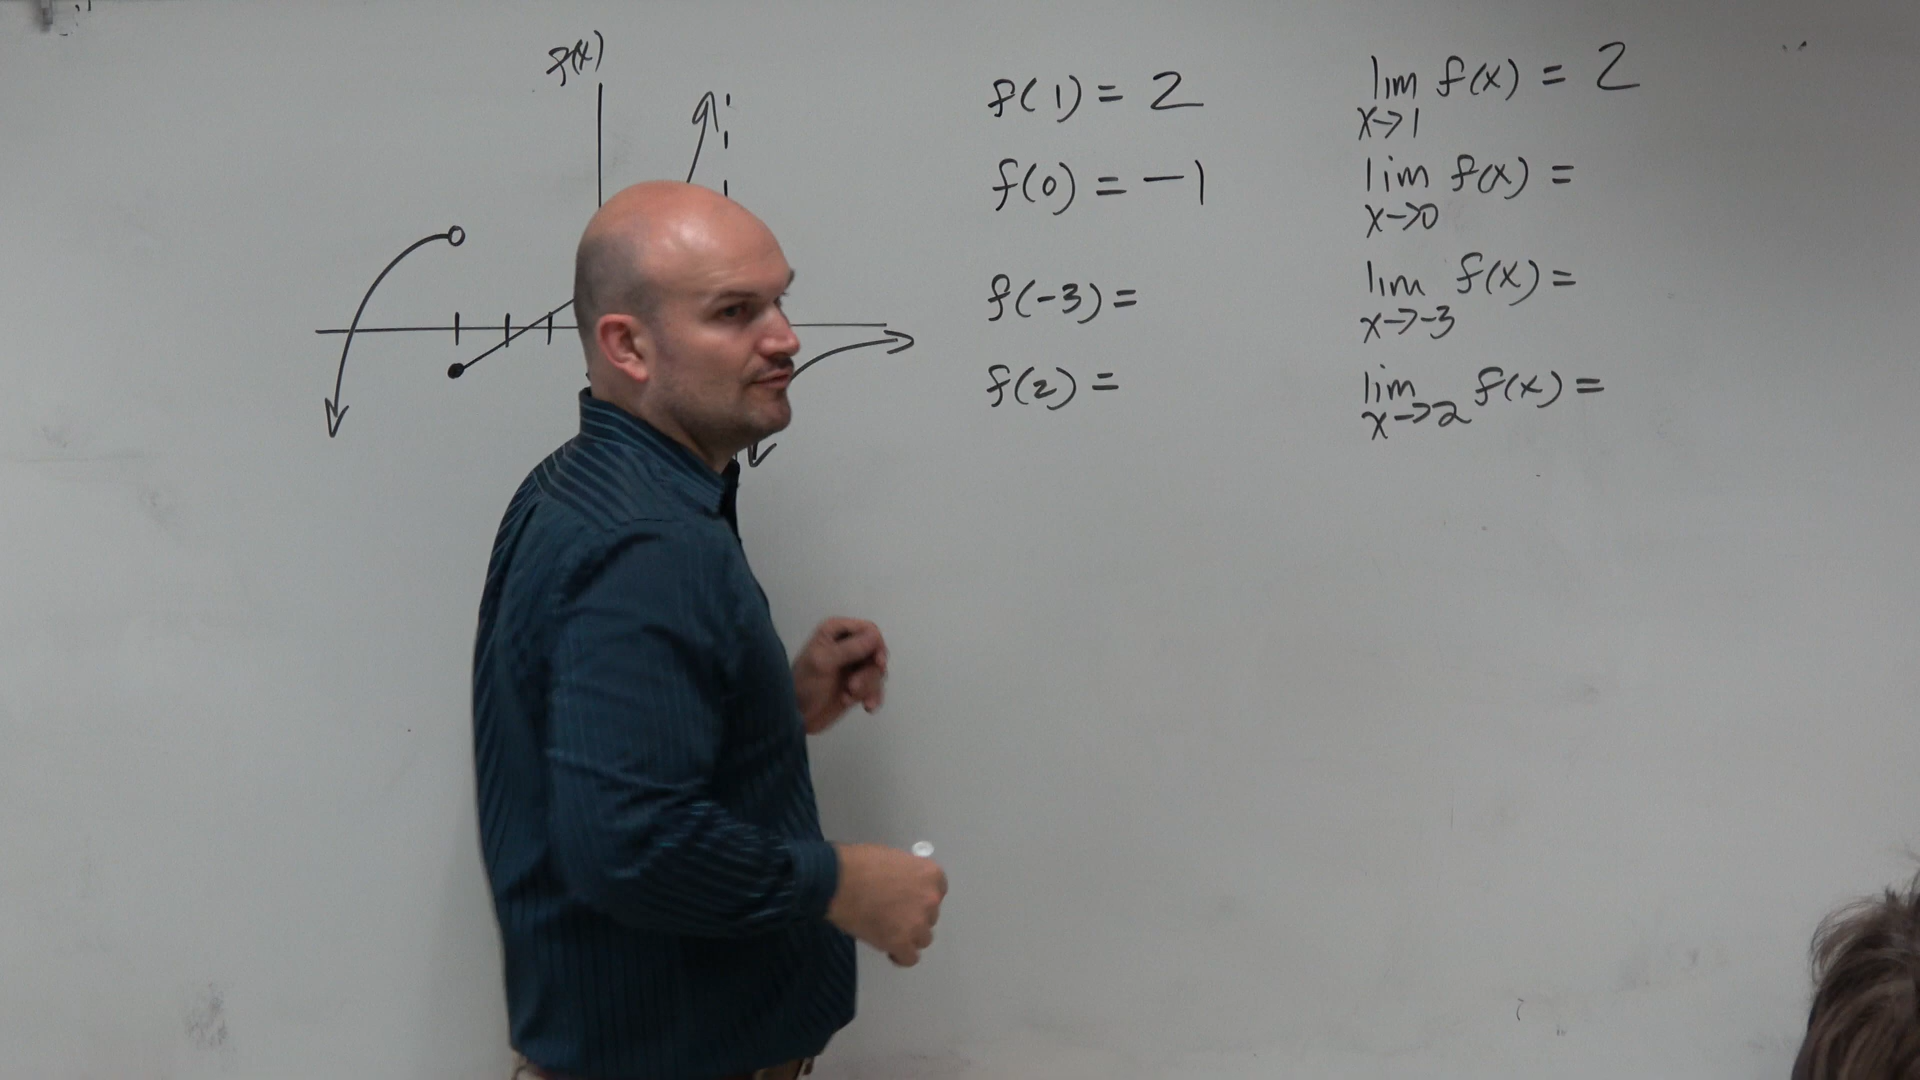 f(x)
f(1) = 2
f(0) = -1
f(-3) =
f(2) =
lim f(x) = 2
x→1
lim f(x) =
x→0
lim f(x) =
x→-3
lim f(x) =
x→2